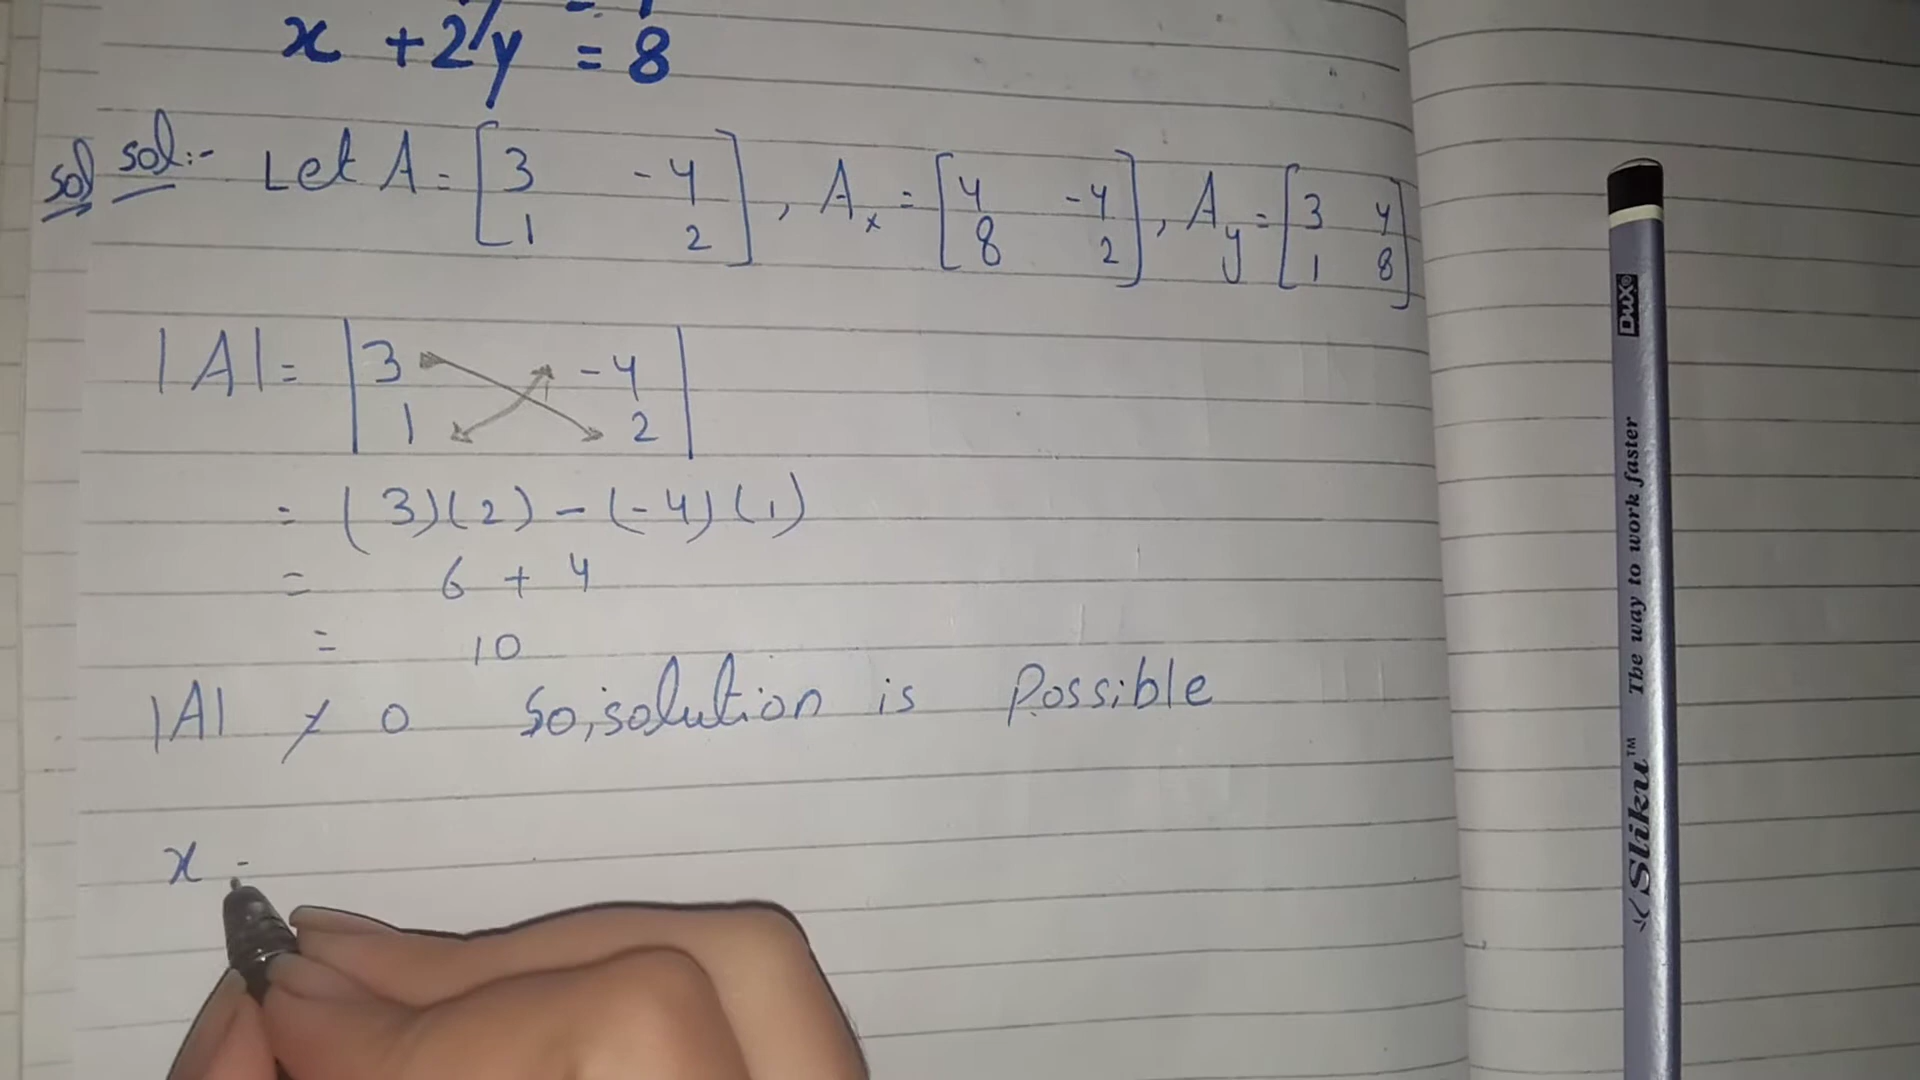 x + 2y = 8
sol sol:- Let A = [3 -4 1 2], Ax = [4 -4 8 2], Ay = [3 4 1 8]
|A| = |3 -4
1 2|
= (3)(2) - (-4)(1)
= 6 + 4
= 10
|A| ≠ 0 So, solution is Possible
x =
Sliku™ The way to work faster DUX®